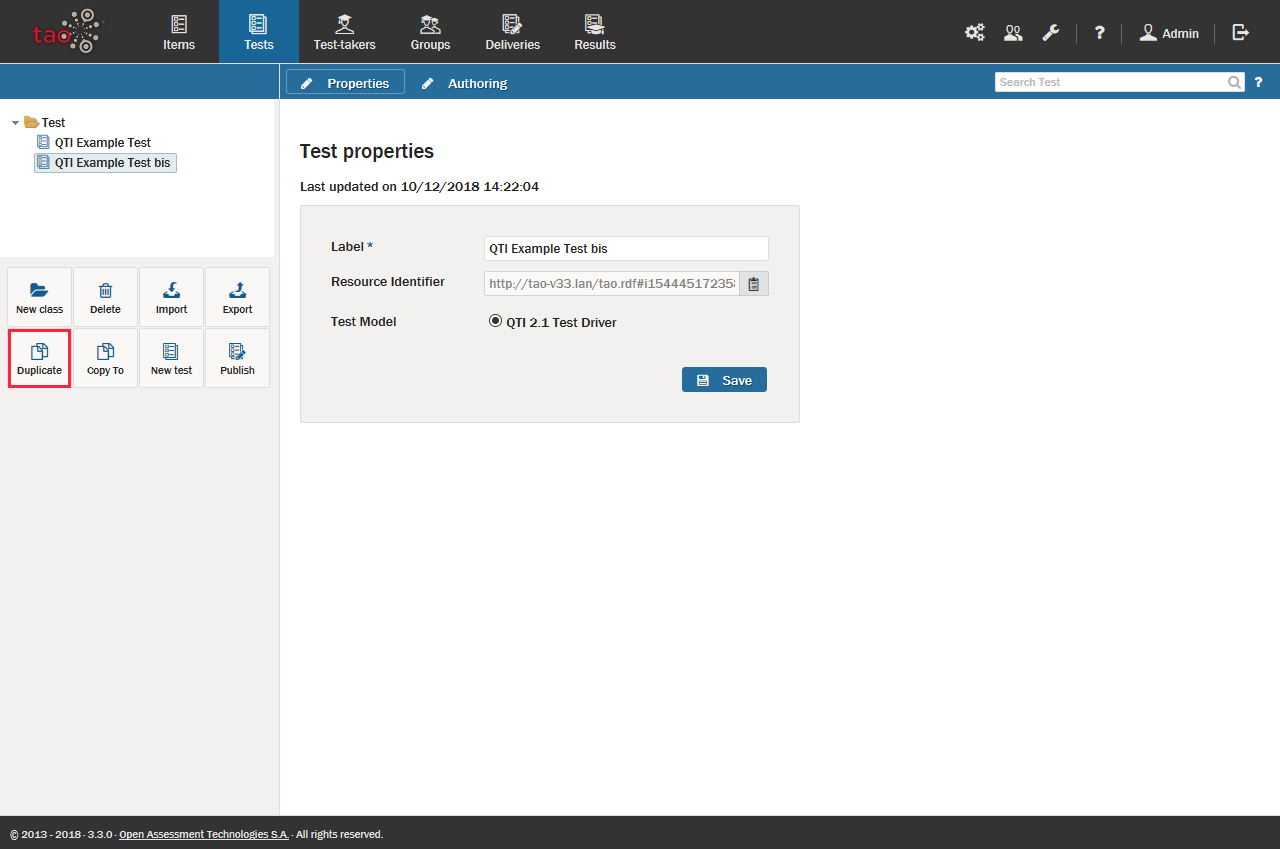 tao
Items
Tests
Test-takers
Groups
Deliveries
Results
?
Admin
Properties
Authoring
Search Test
?
Test
QTI Example Test
QTI Example Test bis
New class
Delete
Import
Export
Duplicate
Copy To
New test
Publish
Test properties
Last updated on 10/12/2018 14:22:04
Label *
QTI Example Test bis
Resource Identifier
http://tao-v33.lan/tao.rdf#i154445172358
Test Model
QTI 2.1 Test Driver
Save
© 2013 - 2018 · 3.3.0 · Open Assessment Technologies S.A. · All rights reserved.